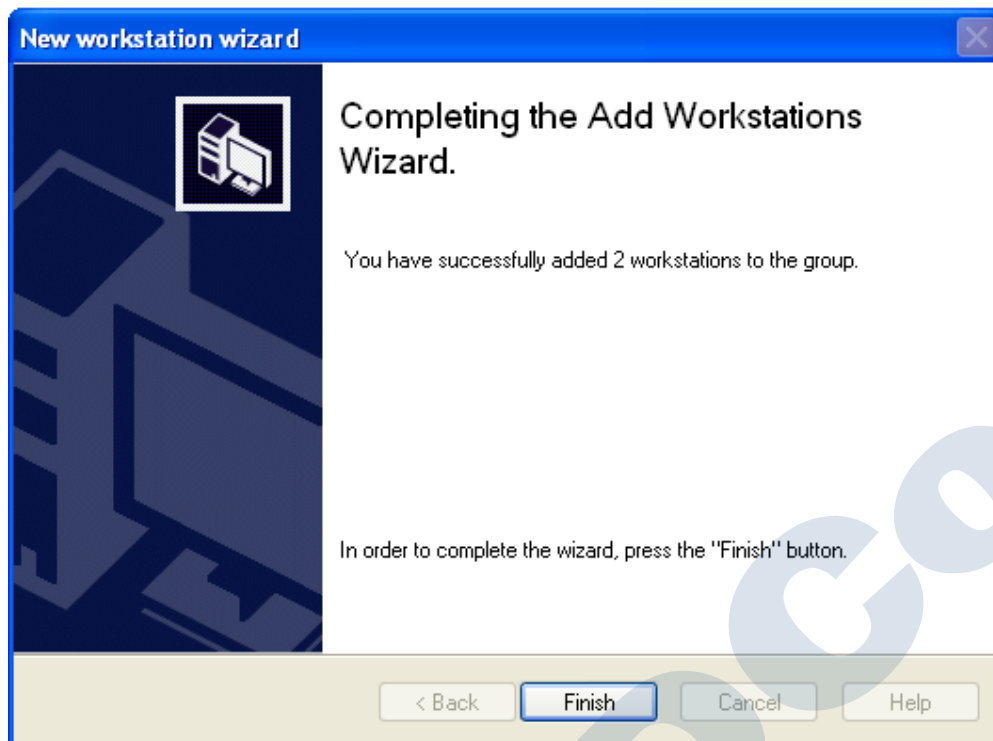 New workstation wizard
Completing the Add Workstations
Wizard.
You have successfully added 2 workstations to the group.
In order to complete the wizard, press the "Finish" button.
< Back Finish Cancel Help